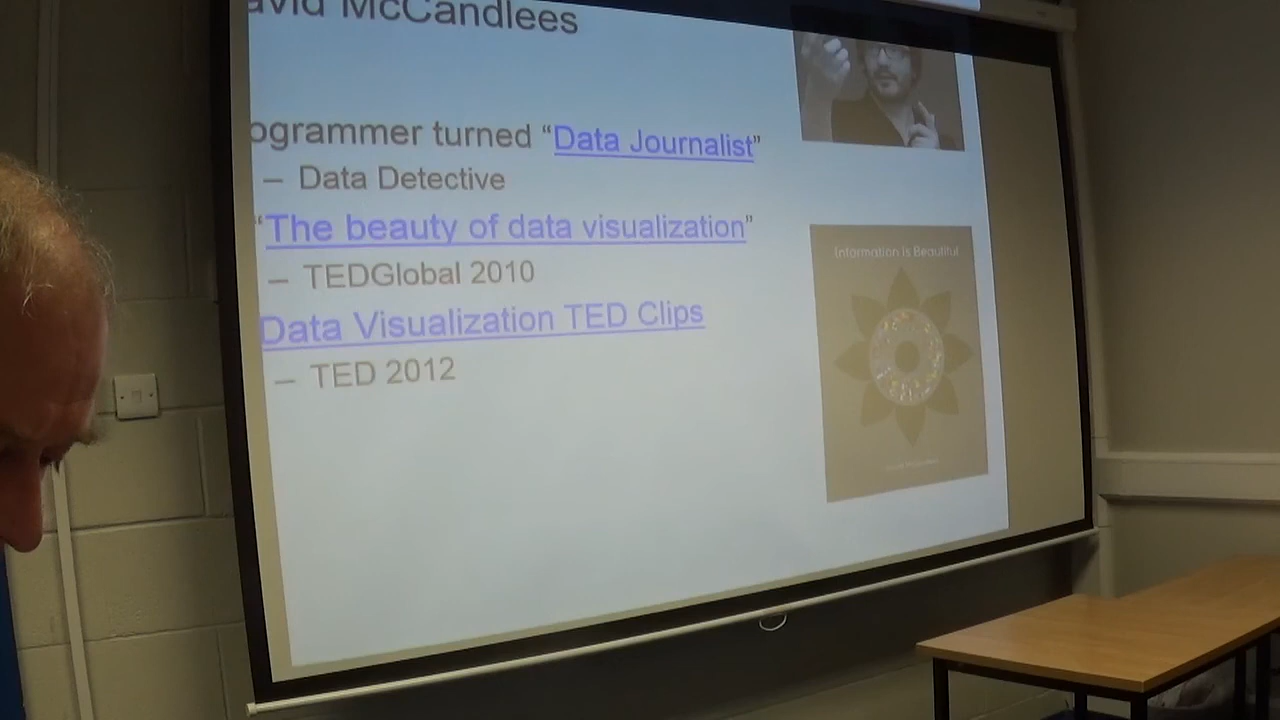 avid McCandlees
ogrammer turned “Data Journalist”
– Data Detective
“The beauty of data visualization”
– TEDGlobal 2010
Data Visualization TED Clips
– TED 2012
Information is Beautiful